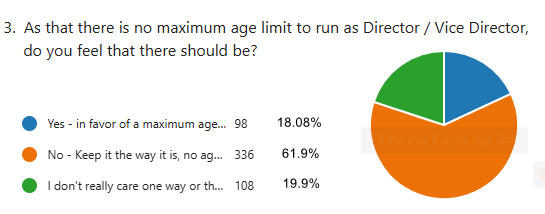 3. As that there is no maximum age limit to run as Director / Vice Director,
do you feel that there should be?
Yes - in favor of a maximum age... 98 18.08%
No - Keep it the way it is, no ag... 336 61.9%
I don't really care one way or th... 108 19.9%